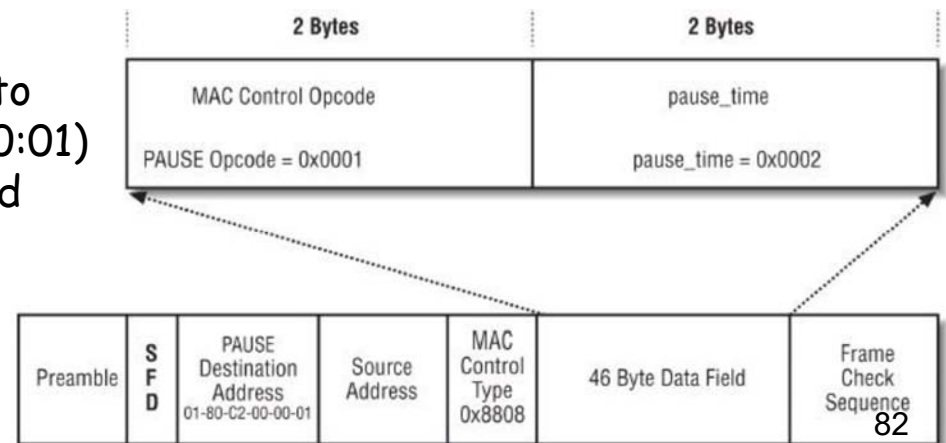 2 Bytes 2 Bytes
to
0:01)
d
MAC Control Opcode
PAUSE Opcode = 0x0001
pause_time
pause_time = 0x0002
Preamble
S
F
D
PAUSE
Destination
Address
01-80-C2-00-00-01
Source
Address
MAC
Control
Type
0x8808
46 Byte Data Field
Frame
Check
Sequence
82